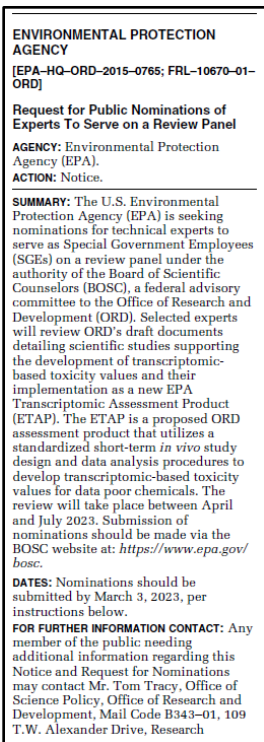 ENVIRONMENTAL PROTECTION
AGENCY
[EPA–HQ–ORD–2015–0765; FRL–10670–01–
ORD]
Request for Public Nominations of
Experts To Serve on a Review Panel
AGENCY: Environmental Protection
Agency (EPA).
ACTION: Notice.
SUMMARY: The U.S. Environmental
Protection Agency (EPA) is seeking
nominations for technical experts to
serve as Special Government Employees
(SGEs) on a review panel under the
authority of the Board of Scientific
Counselors (BOSC), a federal advisory
committee to the Office of Research and
Development (ORD). Selected experts
will review ORD's draft documents
detailing scientific studies supporting
the development of transcriptomic-
based toxicity values and their
implementation as a new EPA
Transcriptomic Assessment Product
(ETAP). The ETAP is a proposed ORD
assessment product that utilizes a
standardized short-term in vivo study
design and data analysis procedures to
develop transcriptomic-based toxicity
values for data poor chemicals. The
review will take place between April
and July 2023. Submission of
nominations should be made via the
BOSC website at: https://www.epa.gov/
bosc.
DATES: Nominations should be
submitted by March 3, 2023, per
instructions below.
FOR FURTHER INFORMATION CONTACT: Any
member of the public needing
additional information regarding this
Notice and Request for Nominations
may contact Mr. Tom Tracy, Office of
Science Policy, Office of Research and
Development, Mail Code B343–01, 109
T.W. Alexander Drive, Research